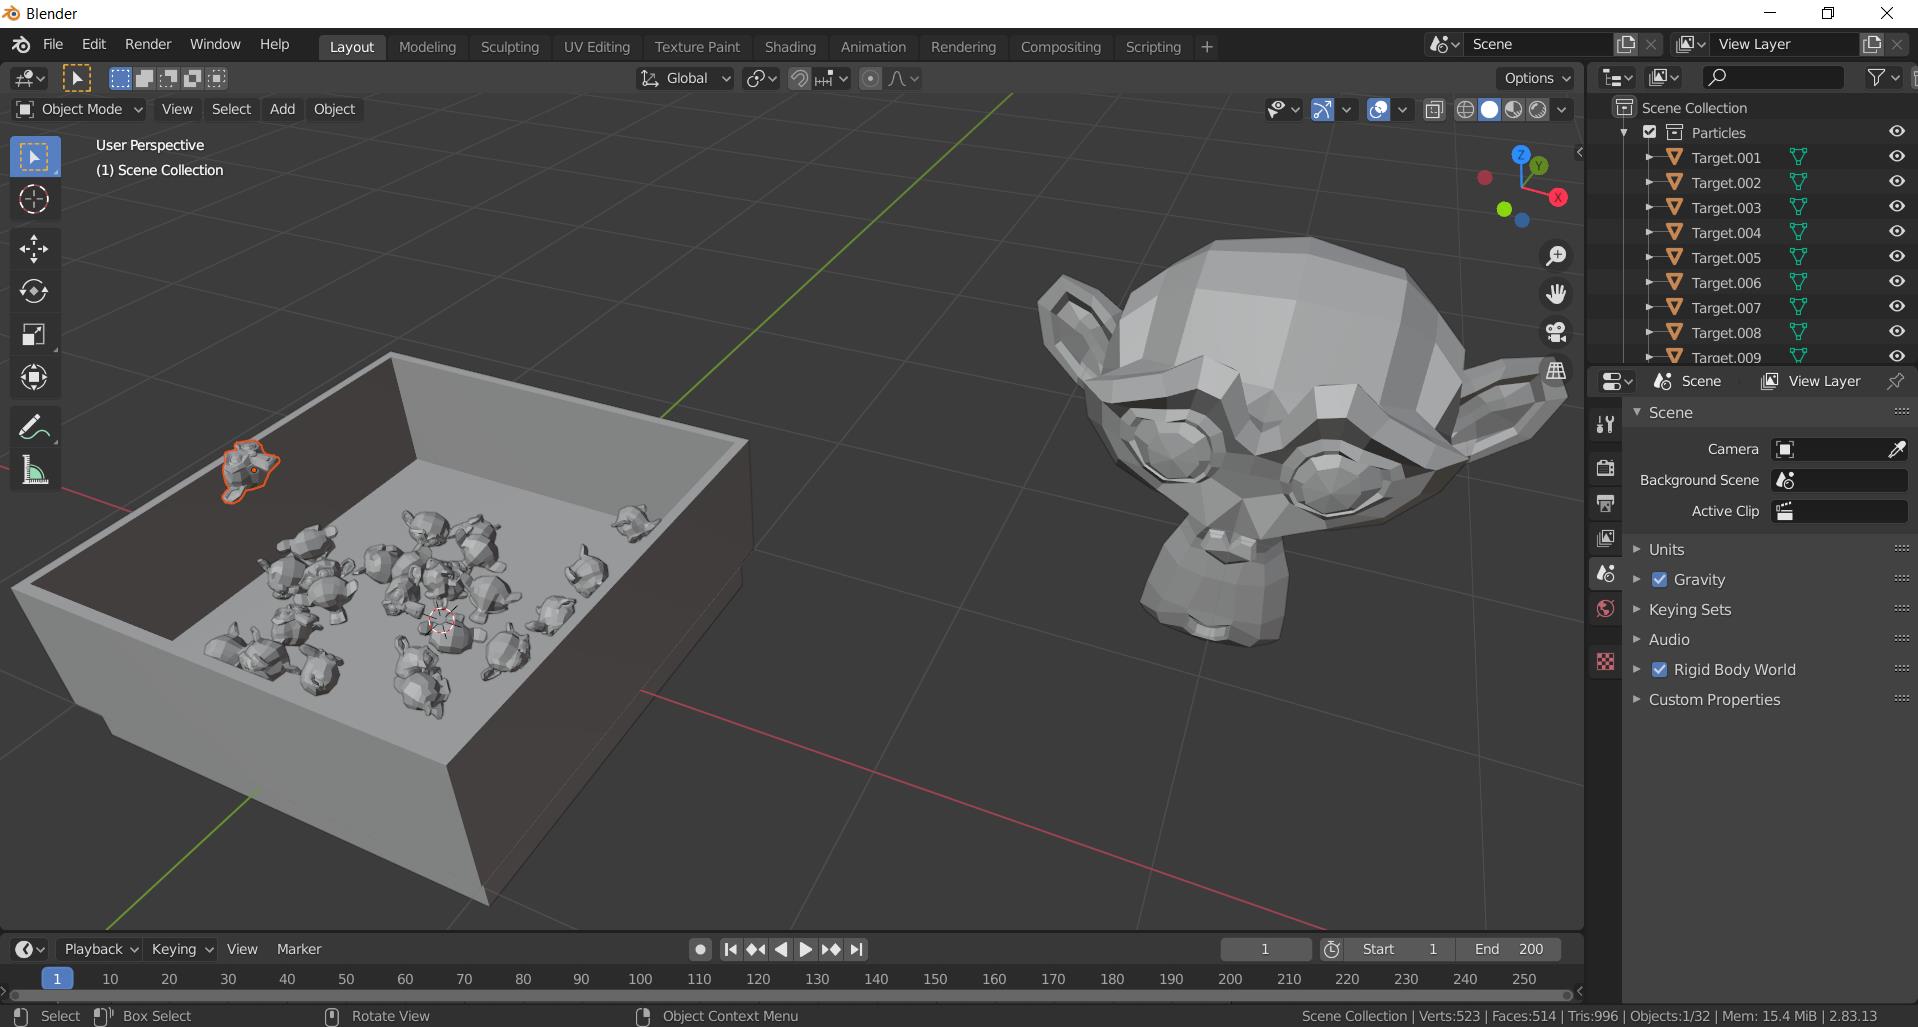 Blender
File Edit Render Window Help Layout Modeling Sculpting UV Editing Texture Paint Shading Animation Rendering Compositing Scripting + Scene View Layer
Global Options
Object Mode View Select Add Object
User Perspective
(1) Scene Collection
Z
Y
X
Scene Collection
Particles
Target.001
Target.002
Target.003
Target.004
Target.005
Target.006
Target.007
Target.008
Target.009
Scene View Layer
Scene
Camera
Background Scene
Active Clip
Units
Gravity
Keying Sets
Audio
Rigid Body World
Custom Properties
Playback Keying View Marker 1 Start 1 End 200
1 10 20 30 40 50 60 70 80 90 100 110 120 130 140 150 160 170 180 190 200 210 220 230 240 250
Select Box Select Rotate View Object Context Menu Scene Collection | Verts:523 | Faces:514 | Tris:996 | Objects:1/32 | Mem: 15.4 MiB | 2.83.13